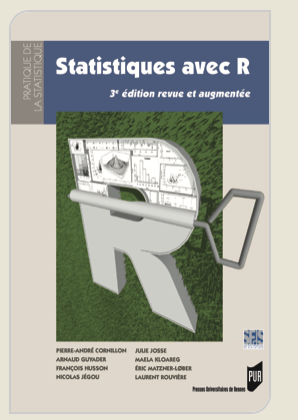 PRATIQUE DE
LA STATISTIQUE
Statistiques avec R
3e édition revue et augmentée
PIERRE-ANDRÉ CORNILLON
ARNAUD GUYADER
FRANÇOIS HUSSON
NICOLAS JÉGOU
JULIE JOSSE
MAELA KLOAREG
ÉRIC MATZNER-LØBER
LAURENT ROUVIÈRE
PUR
Presses Universitaires de Rennes